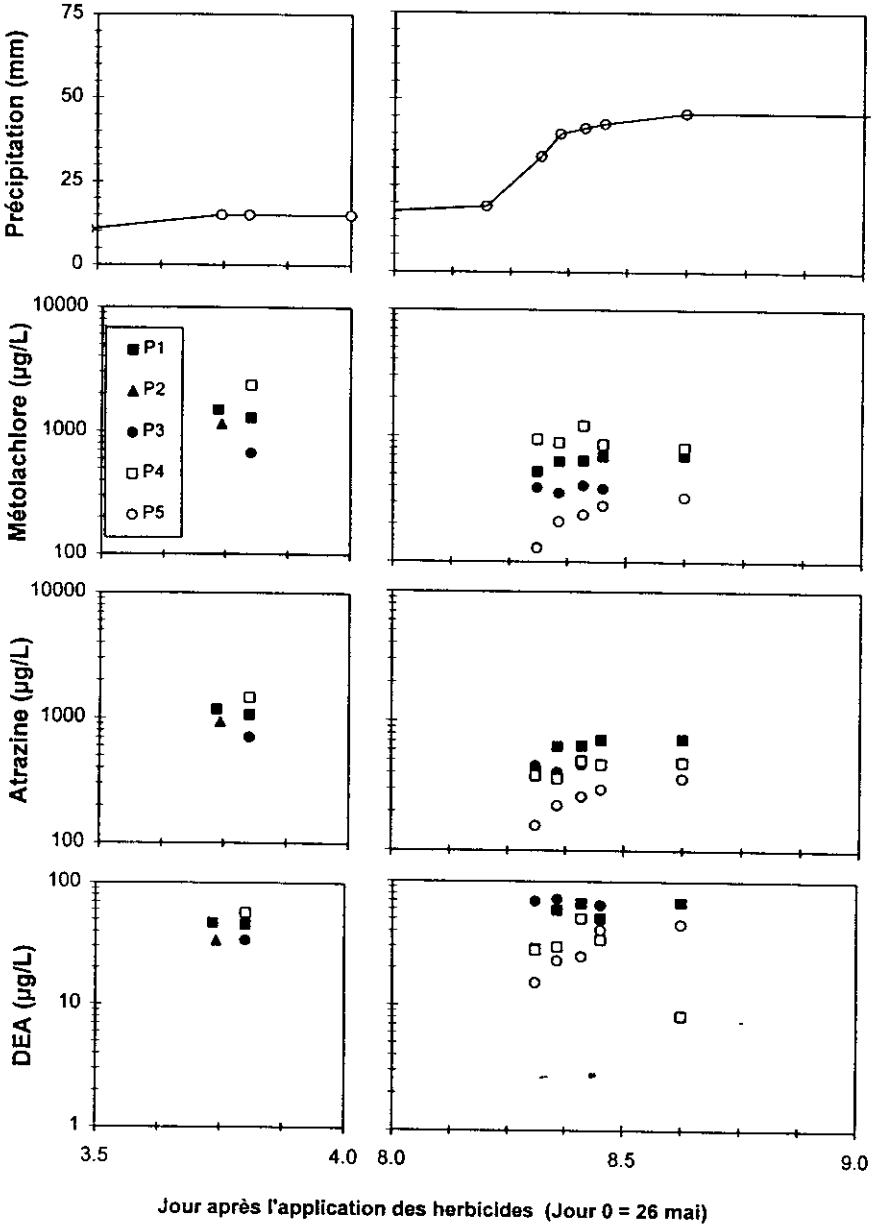 Précipitation (mm)
75
50
25
0
Métolachlore (µg/L)
10000
1000
100
P1
P2
P3
P4
P5
Atrazine (µg/L)
10000
1000
100
DEA (µg/L)
100
10
1
3.5
4.0
8.0
8.5
9.0
Jour après l'application des herbicides (Jour 0 = 26 mai)